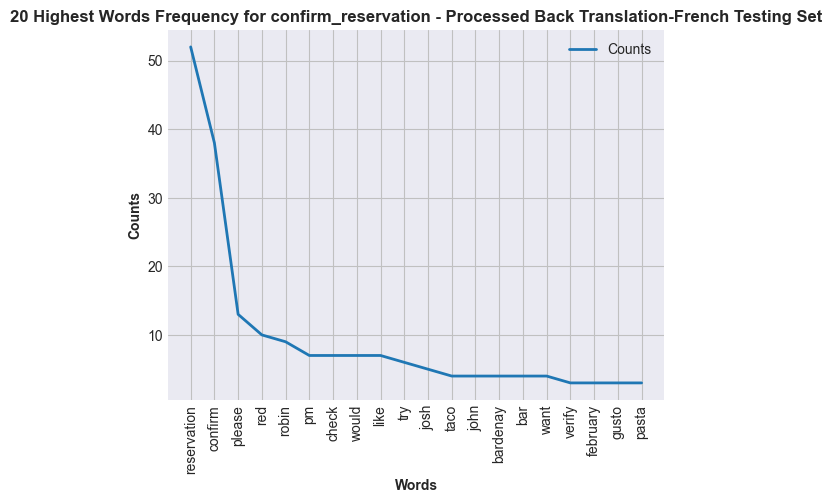 20 Highest Words Frequency for confirm_reservation - Processed Back Translation-French Testing Set
Counts
Counts
50
40
30
20
10
reservation
confirm
please
red
robin
pm
check
would
like
try
josh
taco
john
bardenay
bar
want
verify
february
gusto
pasta
Words